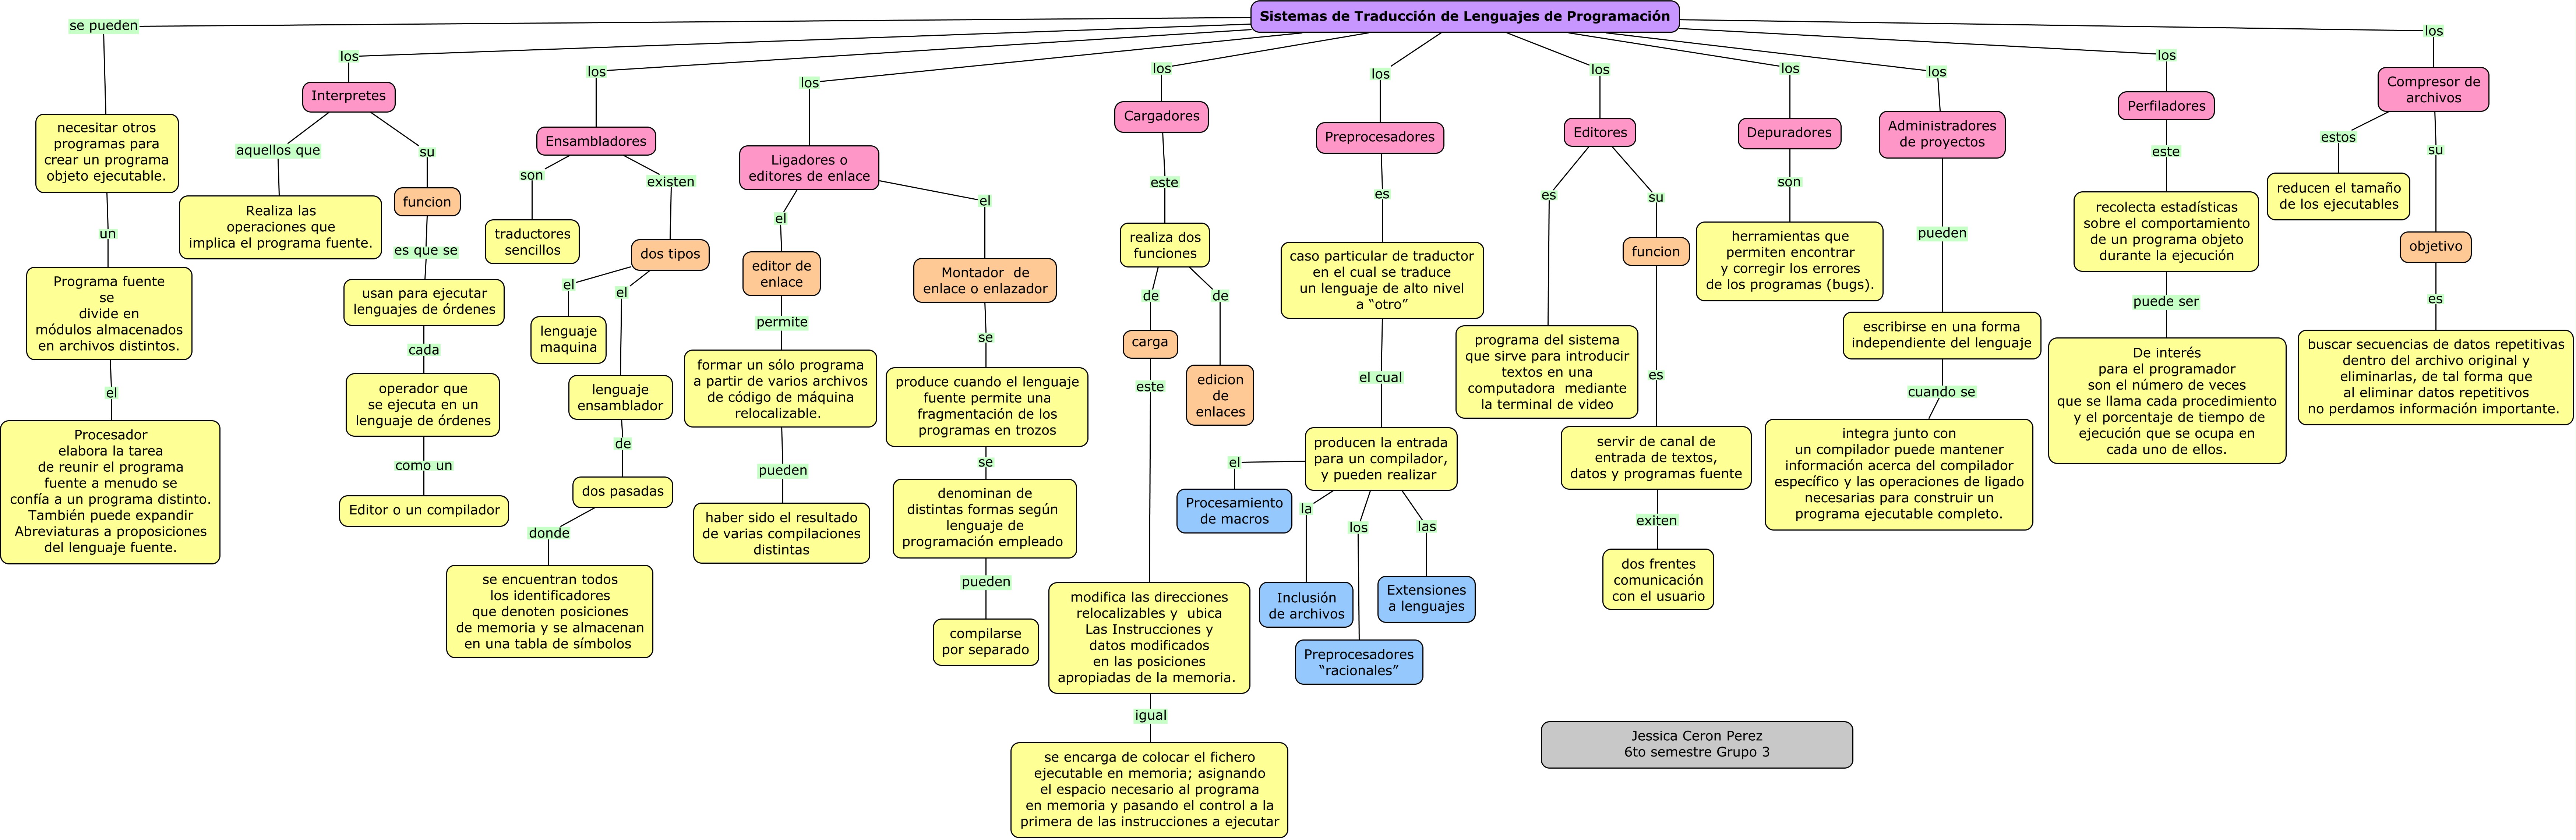 Sistemas de Traducción de Lenguajes de Programación
se pueden
necesitar otros
programas para
crear un programa
objeto ejecutable.
un
Programa fuente
se
divide en
módulos almacenados
en archivos distintos.
el
Procesador
elabora la tarea
de reunir el programa
fuente a menudo se
confía a un programa distinto.
También puede expandir
Abreviaturas a proposiciones
del lenguaje fuente.
los
Interpretes
aquellos que
Realiza las
operaciones que
implica el programa fuente.
su
funcion
es que se
usan para ejecutar
lenguajes de órdenes
cada
operador que
se ejecuta en un
lenguaje de órdenes
como un
Editor o un compilador
los
Ensambladores
son
traductores
sencillos
existen
dos tipos
el
lenguaje
maquina
el
lenguaje
ensamblador
de
dos pasadas
donde
se encuentran todos
los identificadores
que denoten posiciones
de memoria y se almacenan
en una tabla de símbolos
los
Ligadores o
editores de enlace
el
editor de
enlace
permite
formar un sólo programa
a partir de varios archivos
de código de máquina
relocalizable.
pueden
haber sido el resultado
de varias compilaciones
distintas
el
Montador  de
enlace o enlazador
se
produce cuando el lenguaje
fuente permite una
fragmentación de los
programas en trozos
se
denominan de
distintas formas según
lenguaje de
programación empleado
pueden
compilarse
por separado
los
Cargadores
este
realiza dos
funciones
de
carga
este
modifica las direcciones
relocalizables y  ubica
Las Instrucciones y
datos modificados
en las posiciones
apropiadas de la memoria.
igual
se encarga de colocar el fichero
ejecutable en memoria; asignando
el espacio necesario al programa
en memoria y pasando el control a la
primera de las instrucciones a ejecutar
de
edicion
de
enlaces
los
Preprocesadores
es
caso particular de traductor
en el cual se traduce
un lenguaje de alto nivel
a “otro”
el cual
producen la entrada
para un compilador,
y pueden realizar
el
Procesamiento
de macros
la
Inclusión
de archivos
los
Preprocesadores
“racionales”
las
Extensiones
a lenguajes
los
Editores
es
programa del sistema
que sirve para introducir
textos en una
computadora  mediante
la terminal de video
su
funcion
es
servir de canal de
entrada de textos,
datos y programas fuente
exiten
dos frentes
comunicación
con el usuario
los
Depuradores
son
herramientas que
permiten encontrar
y corregir los errores
de los programas (bugs).
los
Administradores
de proyectos
pueden
escribirse en una forma
independiente del lenguaje
cuando se
integra junto con
un compilador puede mantener
información acerca del compilador
específico y las operaciones de ligado
necesarias para construir un
programa ejecutable completo.
los
Perfiladores
este
recolecta estadísticas
sobre el comportamiento
de un programa objeto
durante la ejecución
puede ser
De interés
para el programador
son el número de veces
que se llama cada procedimiento
y el porcentaje de tiempo de
ejecución que se ocupa en
cada uno de ellos.
los
Compresor de
archivos
estos
reducen el tamaño
de los ejecutables
su
objetivo
es
buscar secuencias de datos repetitivas
dentro del archivo original y
eliminarlas, de tal forma que
al eliminar datos repetitivos
no perdamos información importante.
Jessica Ceron Perez
6to semestre Grupo 3